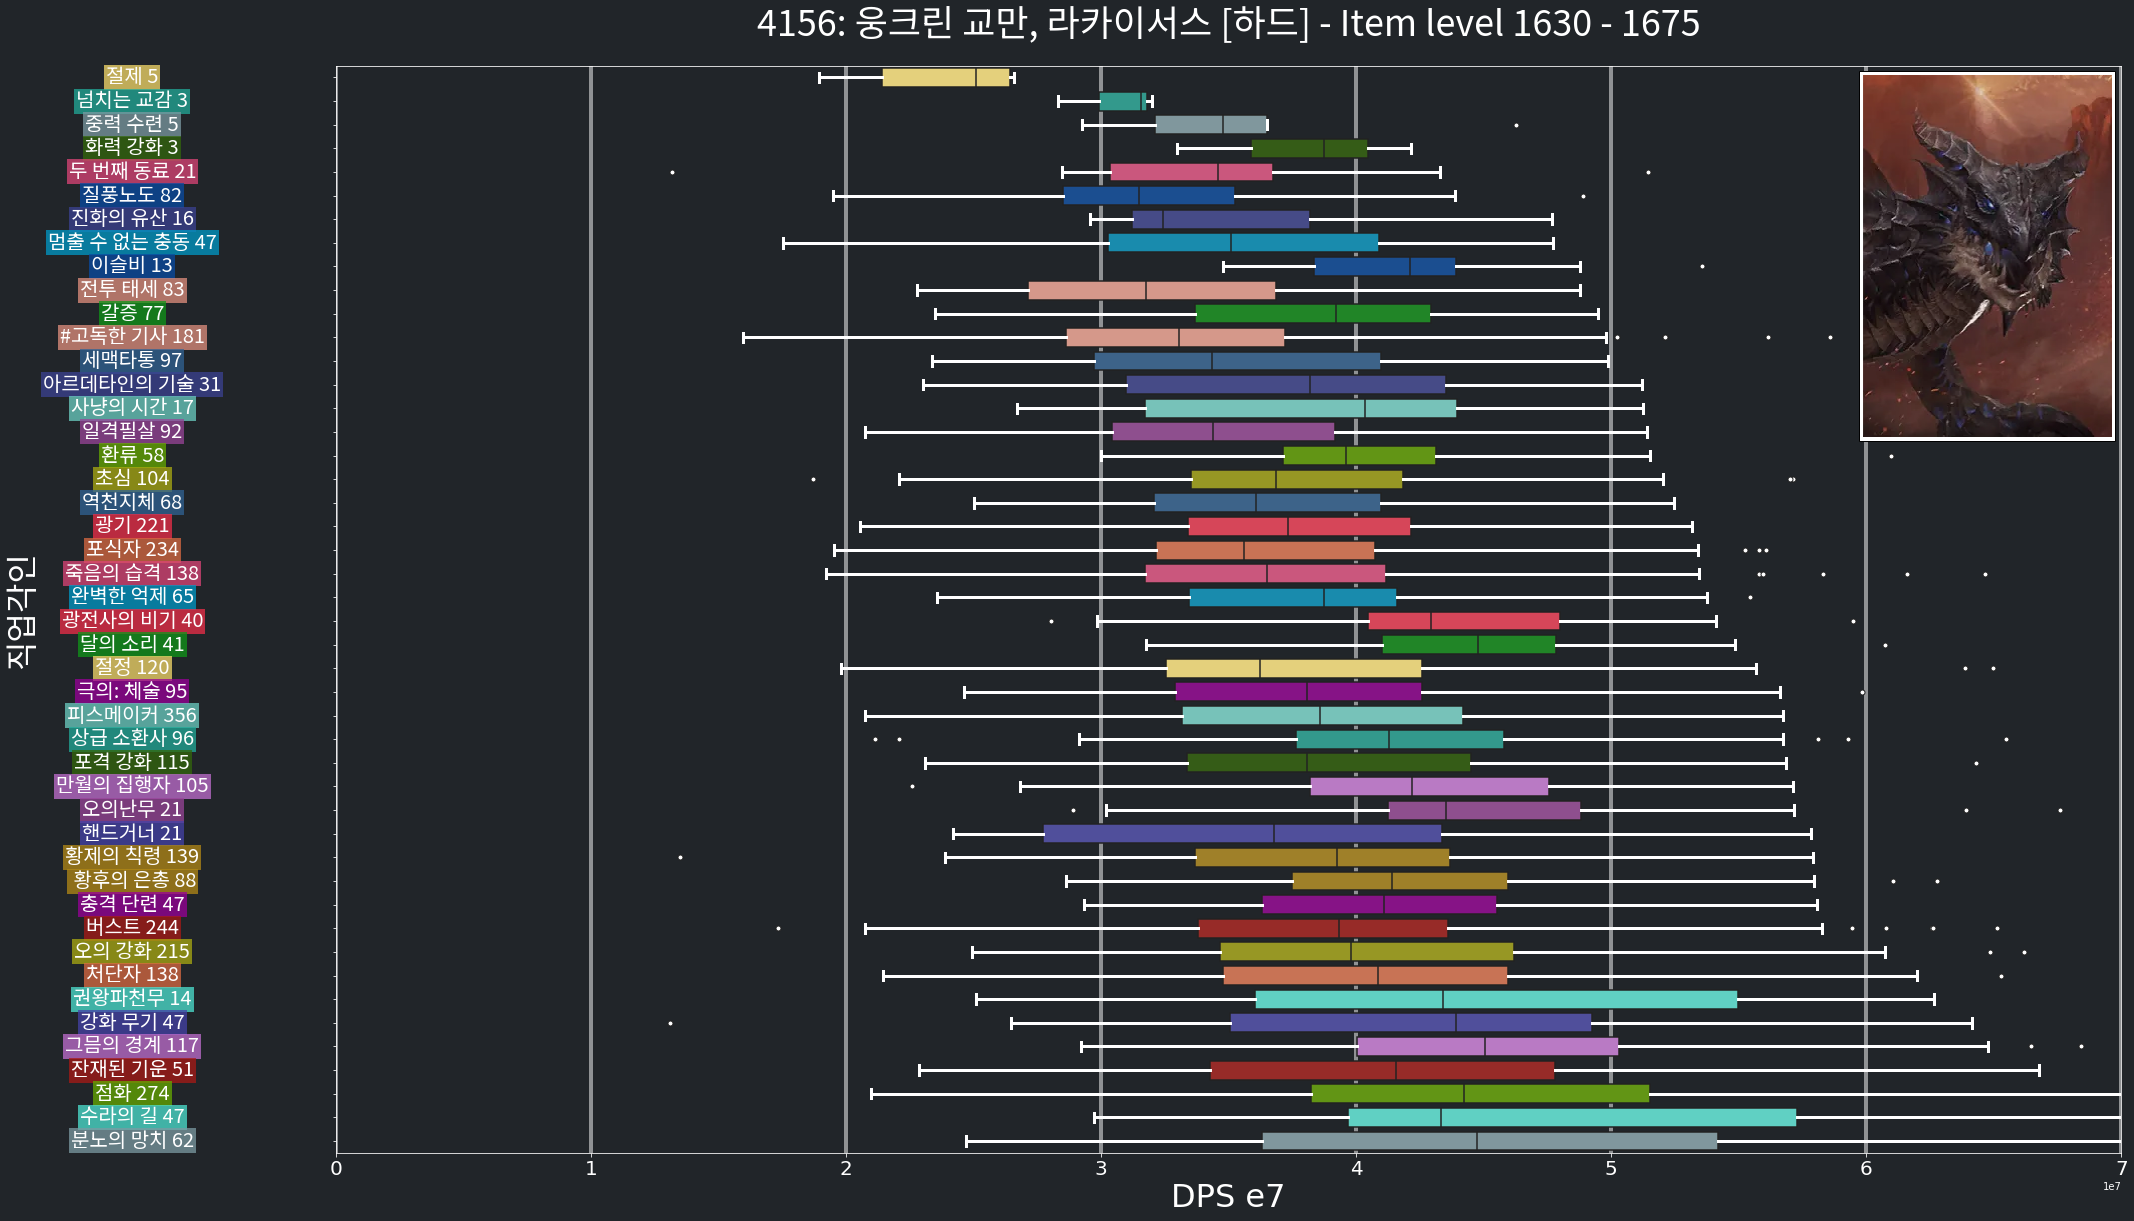 4156: 웅크린 교만, 라카이서스 [하드] - Item level 1630 - 1675
직업각인
절제 5
넘치는 교감 3
중력 수련 5
화력 강화 3
두 번째 동료 21
질풍노도 82
진화의 유산 16
멈출 수 없는 충동 47
이슬비 13
전투 태세 83
갈증 77
#고독한 기사 181
세맥타통 97
아르데타인의 기술 31
사냥의 시간 17
일격필살 92
환류 58
초심 104
역천지체 68
광기 221
포식자 234
죽음의 습격 138
완벽한 억제 65
광전사의 비기 40
달의 소리 41
절정 120
극의: 체술 95
피스메이커 356
상급 소환사 96
포격 강화 115
만월의 집행자 105
오의난무 21
핸드거너 21
황제의 칙령 139
황후의 은총 88
충격 단련 47
버스트 244
오의 강화 215
처단자 138
권왕파천무 14
강화 무기 47
그믐의 경계 117
잔재된 기운 51
점화 274
수라의 길 47
분노의 망치 62
0 1 2 3 4 5 6 7
DPS e7
1e7